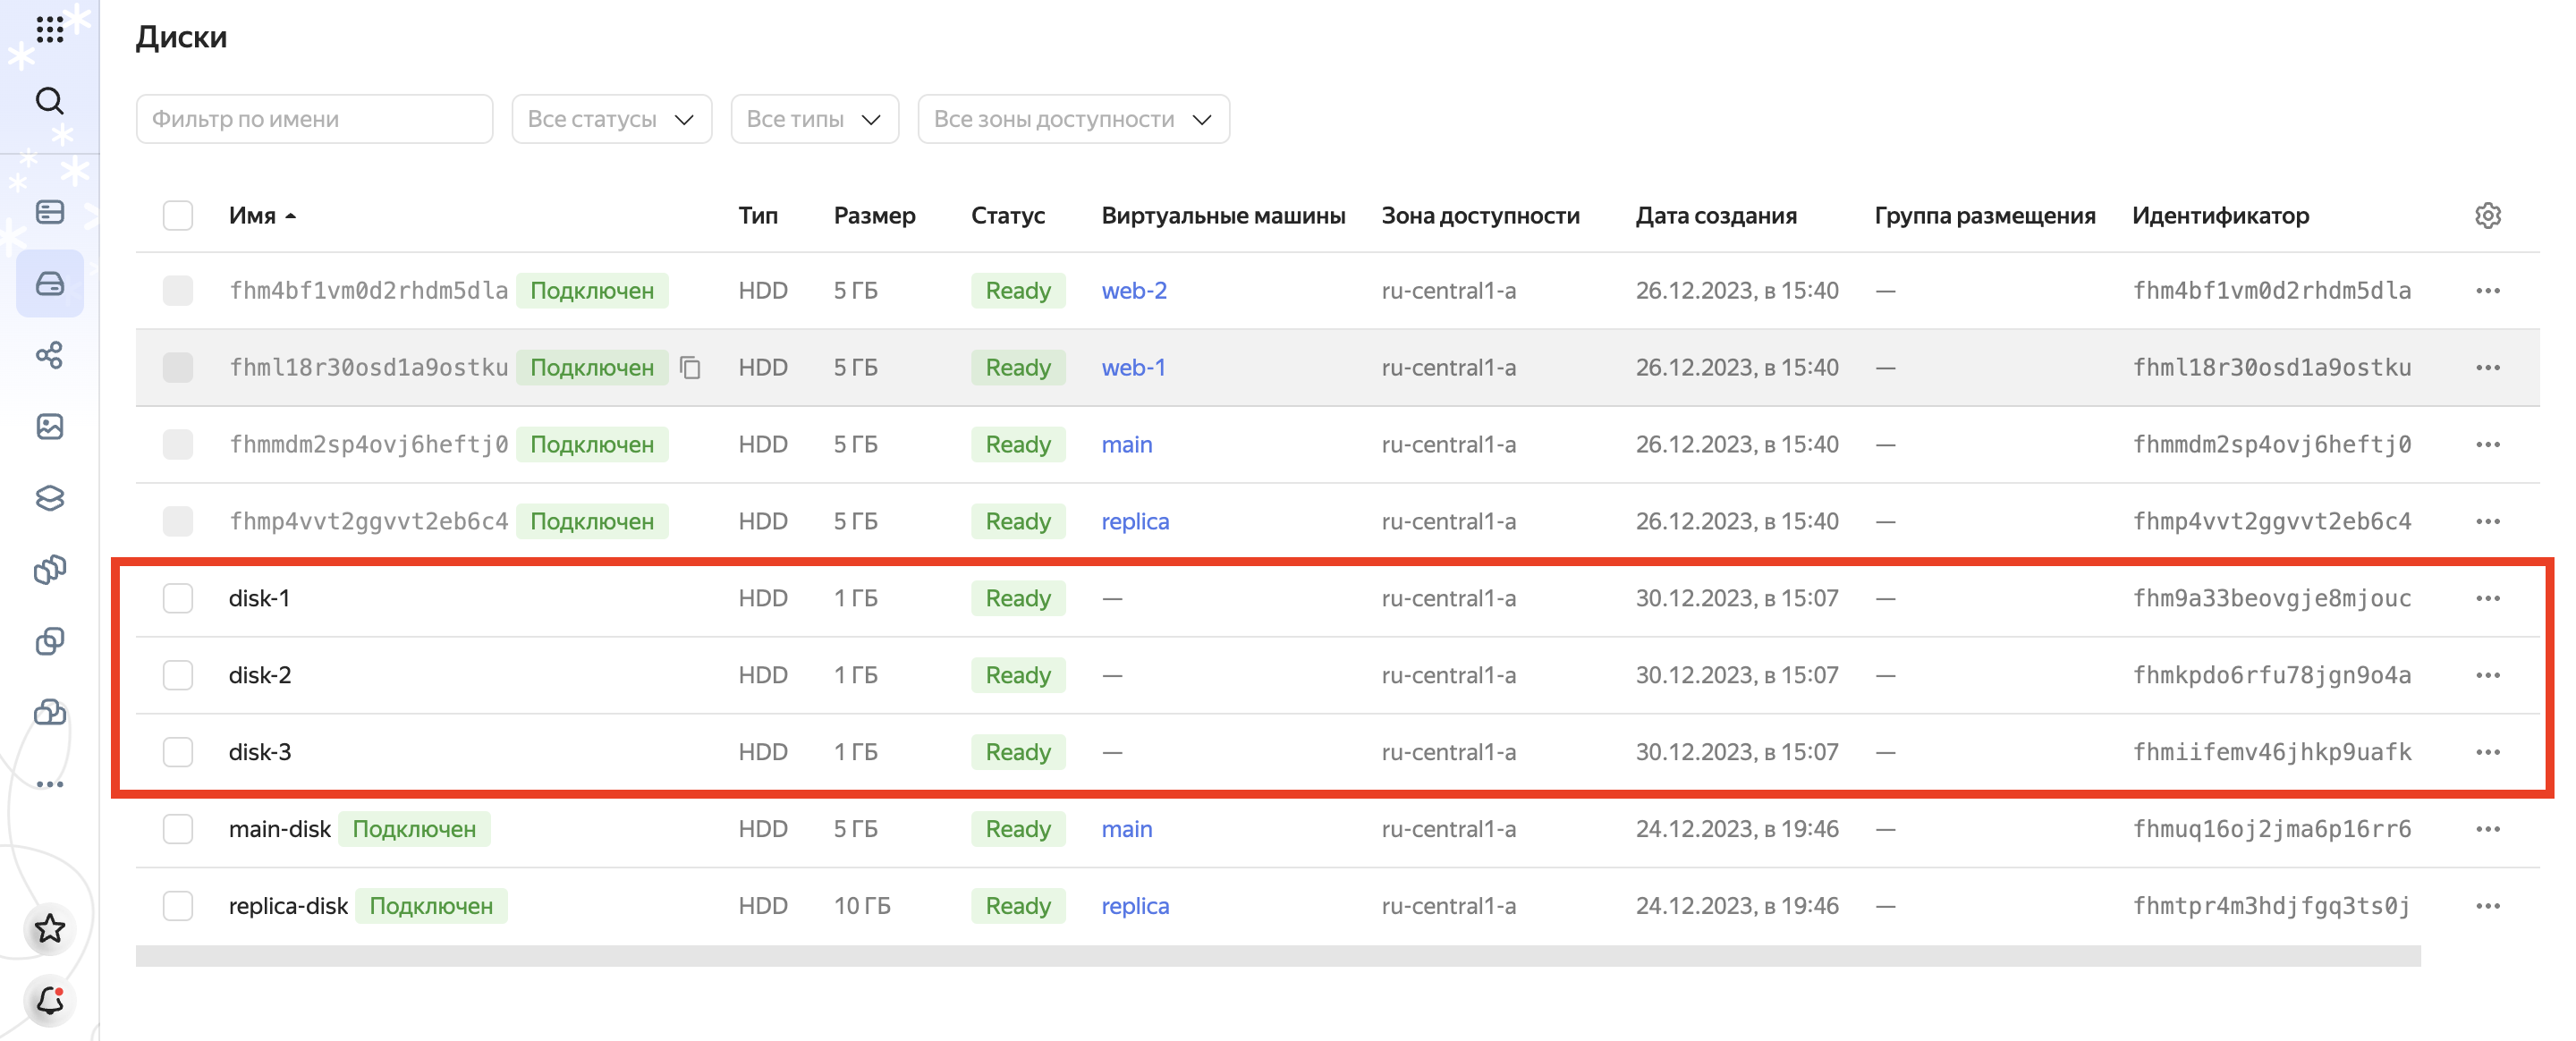 Диски
Фильтр по имени Все статусы Все типы Все зоны доступности
Имя Тип Размер Статус Виртуальные машины Зона доступности Дата создания Группа размещения Идентификатор
fhm4bf1vm0d2rhdm5dla Подключен HDD 5 ГБ Ready web-2 ru-central1-a 26.12.2023, в 15:40 — fhm4bf1vm0d2rhdm5dla
fhml18r30osd1a9ostku Подключен HDD 5 ГБ Ready web-1 ru-central1-a 26.12.2023, в 15:40 — fhml18r30osd1a9ostku
fhmmdm2sp4ovj6heftj0 Подключен HDD 5 ГБ Ready main ru-central1-a 26.12.2023, в 15:40 — fhmmdm2sp4ovj6heftj0
fhmp4vvt2ggvvt2eb6c4 Подключен HDD 5 ГБ Ready replica ru-central1-a 26.12.2023, в 15:40 — fhmp4vvt2ggvvt2eb6c4
disk-1 HDD 1 ГБ Ready — ru-central1-a 30.12.2023, в 15:07 — fhm9a33beovgje8mjouc
disk-2 HDD 1 ГБ Ready — ru-central1-a 30.12.2023, в 15:07 — fhmkpdo6rfu78jgn9o4a
disk-3 HDD 1 ГБ Ready — ru-central1-a 30.12.2023, в 15:07 — fhmiifemv46jhkp9uafk
main-disk Подключен HDD 5 ГБ Ready main ru-central1-a 24.12.2023, в 19:46 — fhmuq16oj2jma6p16rr6
replica-disk Подключен HDD 10 ГБ Ready replica ru-central1-a 24.12.2023, в 19:46 — fhmtpr4m3hdjfgq3ts0j